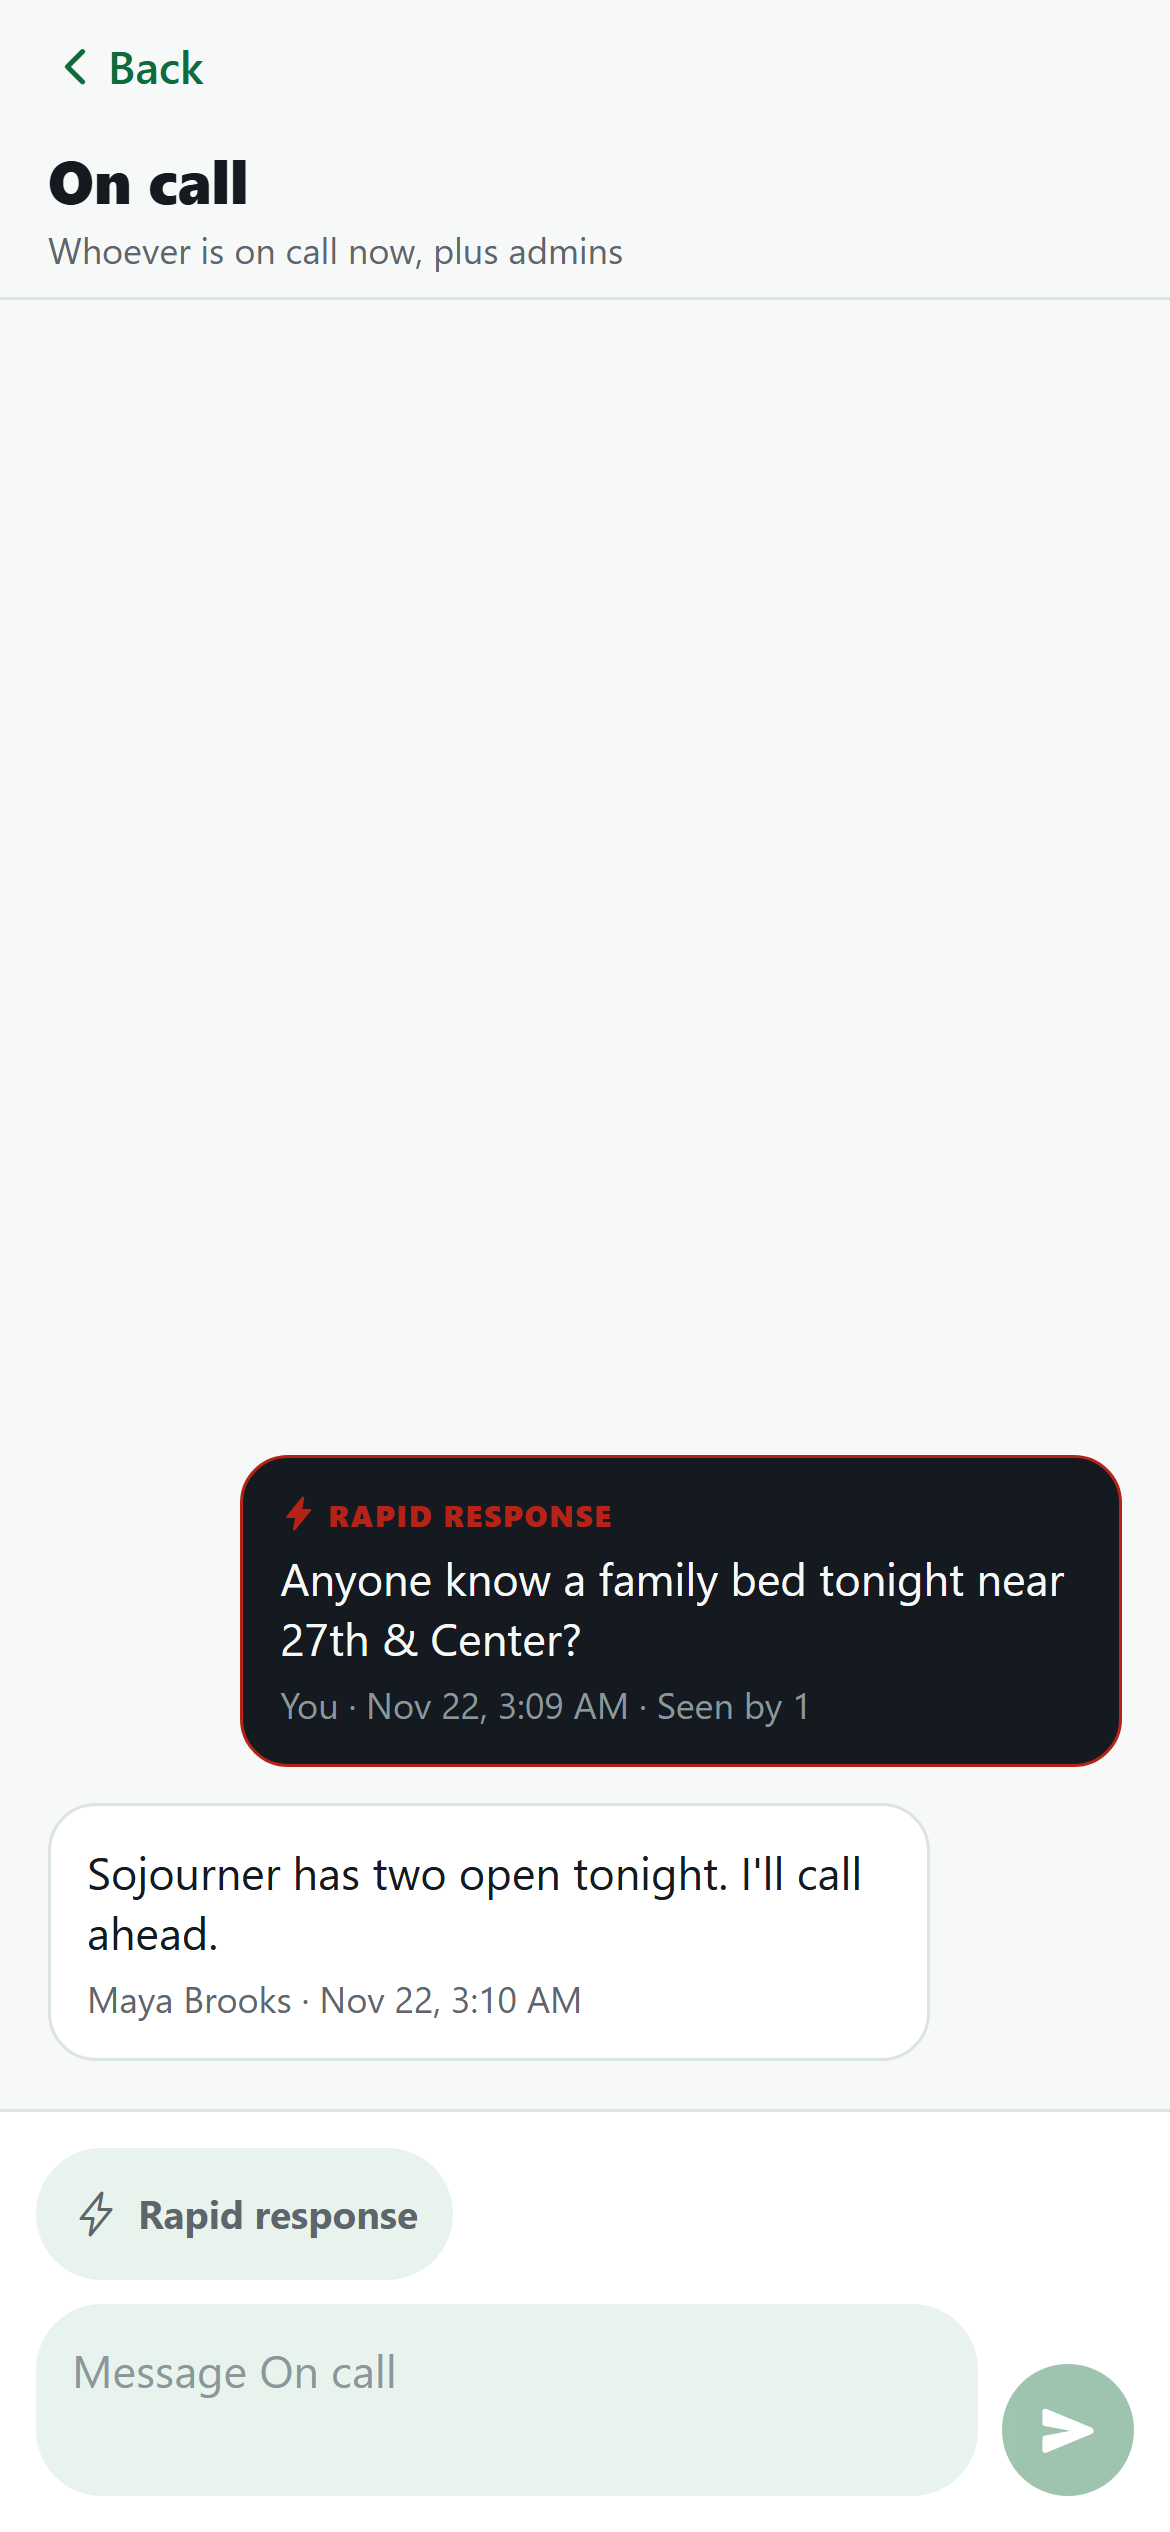 Back
On call
Whoever is on call now, plus admins
RAPID RESPONSE
Anyone know a family bed tonight near
27th & Center?
You · Nov 22, 3:09 AM · Seen by 1
Sojourner has two open tonight. I'll call
ahead.
Maya Brooks · Nov 22, 3:10 AM
Rapid response
Message On call